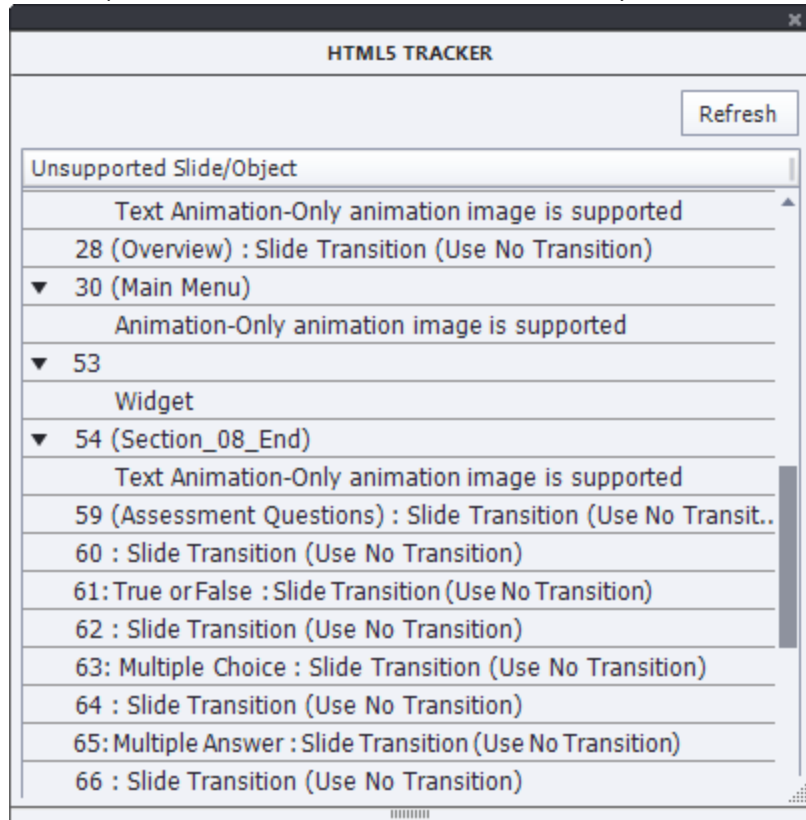 HTML5 TRACKER
Refresh
Unsupported Slide/Object
Text Animation-Only animation image is supported
28 (Overview) : Slide Transition (Use No Transition)
30 (Main Menu)
Animation-Only animation image is supported
53
Widget
54 (Section_08_End)
Text Animation-Only animation image is supported
59 (Assessment Questions) : Slide Transition (Use No Transit..
60 : Slide Transition (Use No Transition)
61: True or False : Slide Transition (Use No Transition)
62 : Slide Transition (Use No Transition)
63: Multiple Choice : Slide Transition (Use No Transition)
64 : Slide Transition (Use No Transition)
65: Multiple Answer : Slide Transition (Use No Transition)
66 : Slide Transition (Use No Transition)